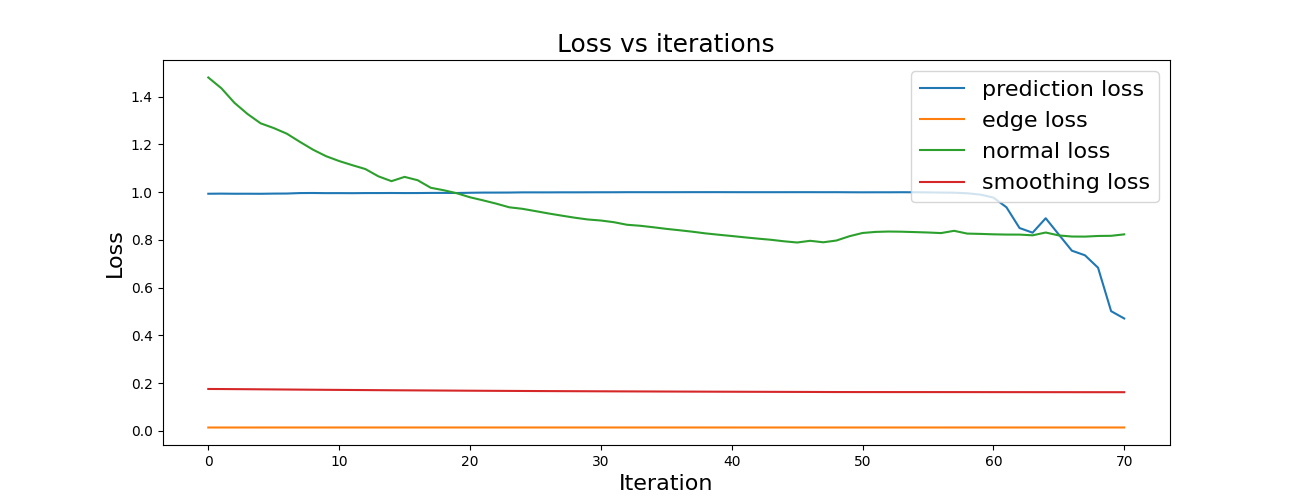 Loss vs iterations
prediction loss
edge loss
normal loss
smoothing loss
Loss
1.4
1.2
1.0
0.8
0.6
0.4
0.2
0.0
0 10 20 30 40 50 60 70
Iteration